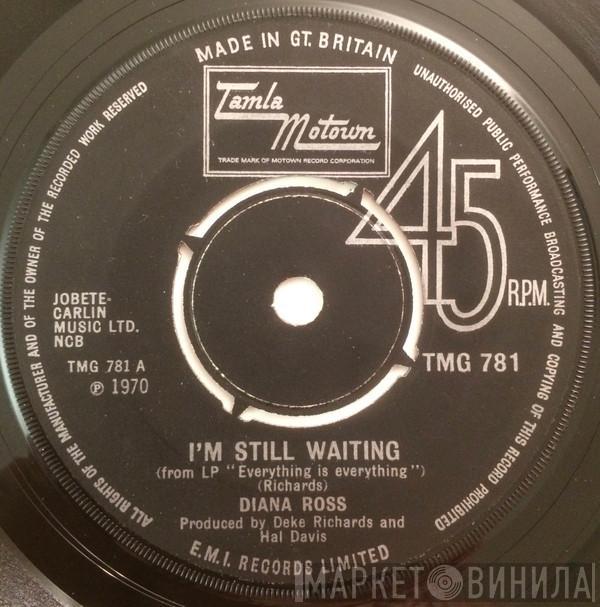 MADE IN GT. BRITAIN
UNAUTHORISED PUBLIC PERFORMANCE BROADCASTING AND COPYING OF THIS RECORD PROHIBITED
ALL RIGHTS OF THE MANUFACTURER AND OF THE OWNER OF THE RECORDED WORK RESERVED
Tamla
Motown
TRADE MARK OF MOTOWN RECORD CORPORATION
45
R.P.M.
JOBETE-
CARLIN
MUSIC LTD.
NCB
TMG 781 A
℗ 1970
TMG 781
I'M STILL WAITING
(from LP "Everything is everything")
(Richards)
DIANA ROSS
Produced by Deke Richards and
Hal Davis
E.M.I. RECORDS LIMITED
МАРКЕТ ВИНИЛА